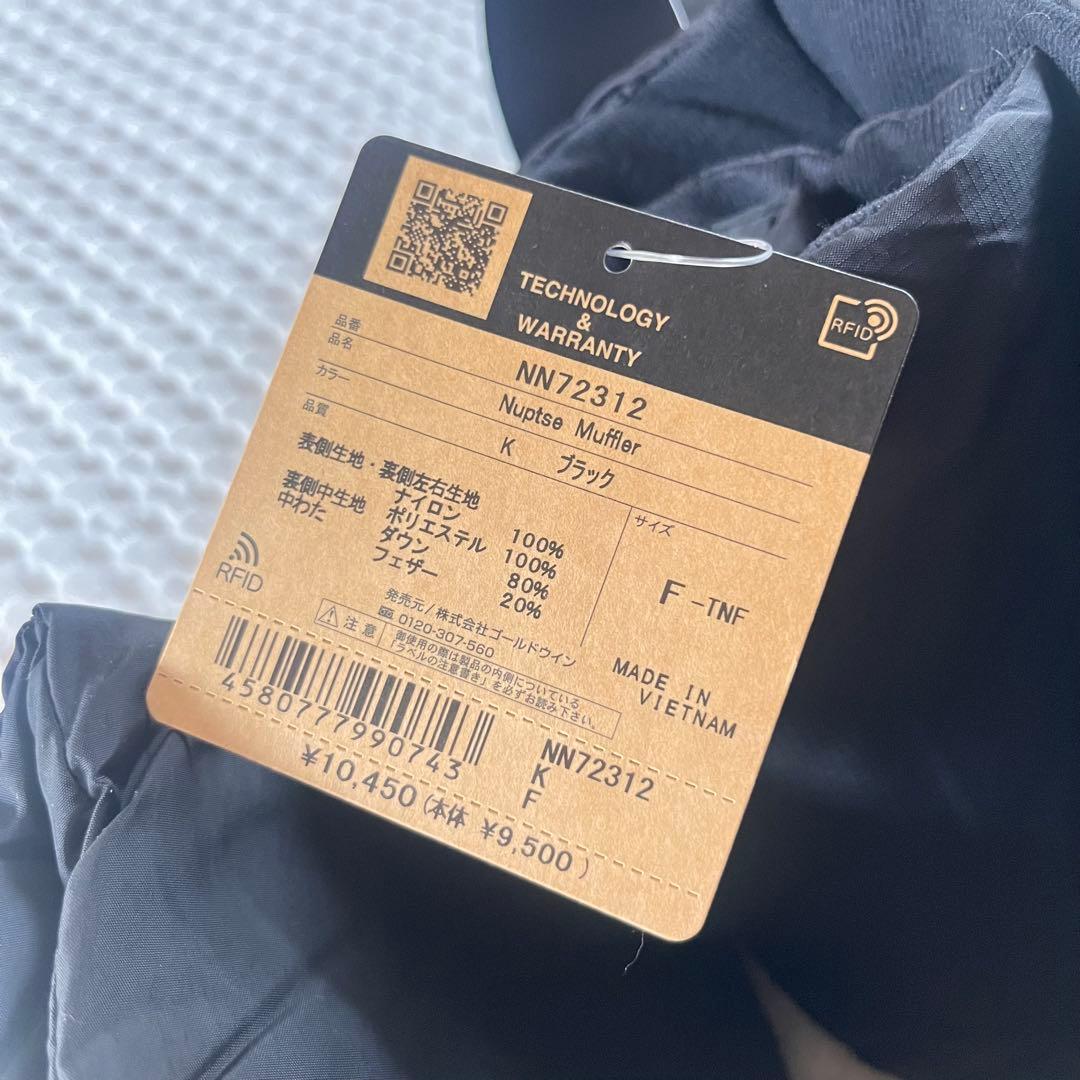 TECHNOLOGY
&
WARRANTY
RFID
品番 NN72312
品名 Nuptse Muffler
カラー K ブラック
品質
表側生地・裏側左右生地
ナイロン 100%
裏側中生地 ポリエステル 100%
中わた ダウン 80%
フェザー 20%
サイズ
F -TNF
RFID
発売元/株式会社ゴールドウイン
0120-307-560
注意 御使用の際は製品の内側についている
「ラベルの注意書き」を必ずお読み下さい。
MADE IN
VIETNAM
4580777990743
NN72312
K
F
¥10,450(本体 ¥9,500)